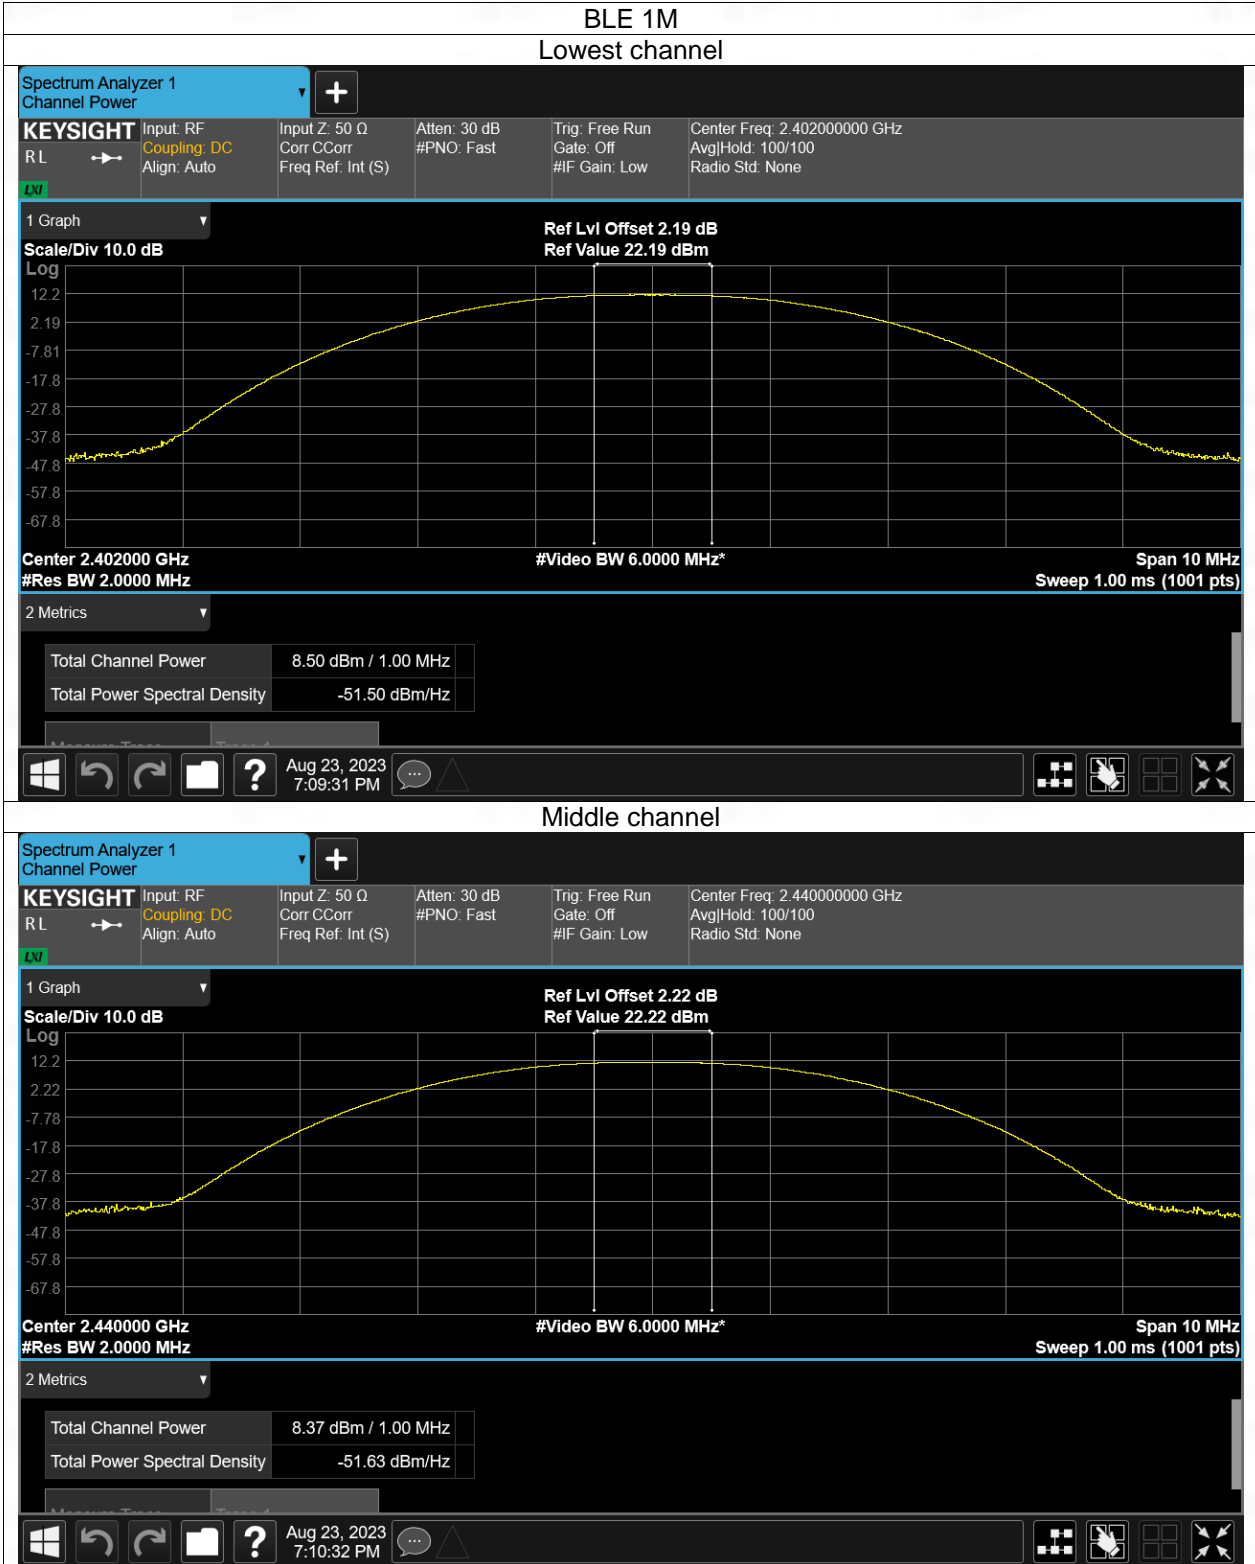 BLE 1M
Lowest channel
Spectrum Analyzer 1
Channel Power
KEYSIGHT Input: RF Input Z: 50 Ω Atten: 30 dB Trig: Free Run Center Freq: 2.402000000 GHz
R L Coupling: DC Corr CCorr #PNO: Fast Gate: Off Avg|Hold: 100/100
Align: Auto Freq Ref: Int (S) #IF Gain: Low Radio Std: None
LXI
1 Graph
Ref Lvl Offset 2.19 dB
Scale/Div 10.0 dB Ref Value 22.19 dBm
Log
12.2
2.19
-7.81
-17.8
-27.8
-37.8
-47.8
-57.8
-67.8
Center 2.402000 GHz #Video BW 6.0000 MHz* Span 10 MHz
#Res BW 2.0000 MHz Sweep 1.00 ms (1001 pts)
2 Metrics
Total Channel Power 8.50 dBm / 1.00 MHz
Total Power Spectral Density -51.50 dBm/Hz
? Aug 23, 2023
7:09:31 PM
Middle channel
Spectrum Analyzer 1
Channel Power
KEYSIGHT Input: RF Input Z: 50 Ω Atten: 30 dB Trig: Free Run Center Freq: 2.440000000 GHz
R L Coupling: DC Corr CCorr #PNO: Fast Gate: Off Avg|Hold: 100/100
Align: Auto Freq Ref: Int (S) #IF Gain: Low Radio Std: None
LXI
1 Graph
Ref Lvl Offset 2.22 dB
Scale/Div 10.0 dB Ref Value 22.22 dBm
Log
12.2
2.22
-7.78
-17.8
-27.8
-37.8
-47.8
-57.8
-67.8
Center 2.440000 GHz #Video BW 6.0000 MHz* Span 10 MHz
#Res BW 2.0000 MHz Sweep 1.00 ms (1001 pts)
2 Metrics
Total Channel Power 8.37 dBm / 1.00 MHz
Total Power Spectral Density -51.63 dBm/Hz
? Aug 23, 2023
7:10:32 PM